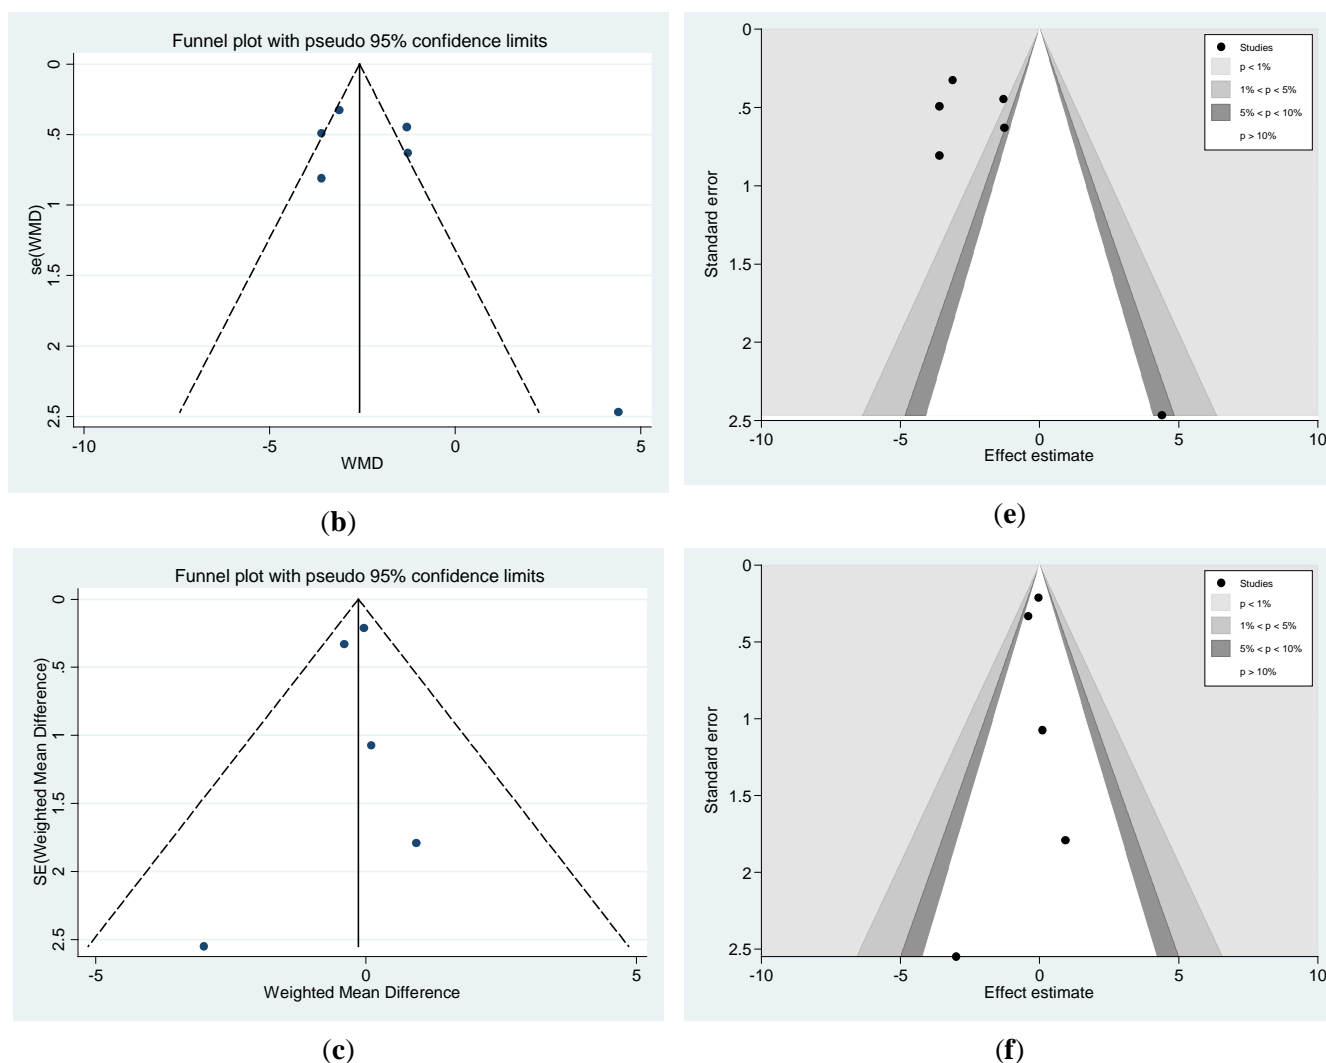 Funnel plot with pseudo 95% confidence limits
0
.5
1
1.5
2
2.5
se(WMD)
-10
-5
0
5
WMD
(b)
0
.5
1
1.5
2
2.5
Standard error
Studies
p < 1%
1% < p < 5%
5% < p < 10%
p > 10%
-10
-5
0
5
10
Effect estimate
(e)
Funnel plot with pseudo 95% confidence limits
0
.5
1
1.5
2
2.5
SE(Weighted Mean Difference)
-5
0
5
Weighted Mean Difference
(c)
0
.5
1
1.5
2
2.5
Standard error
Studies
p < 1%
1% < p < 5%
5% < p < 10%
p > 10%
-10
-5
0
5
10
Effect estimate
(f)